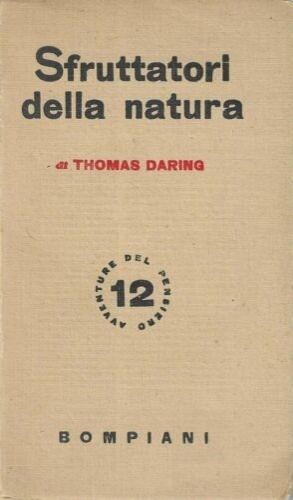 Sfruttatori
della natura
di THOMAS DARING
AVVENTURE DEL PENSIERO
12
BOMPIANI